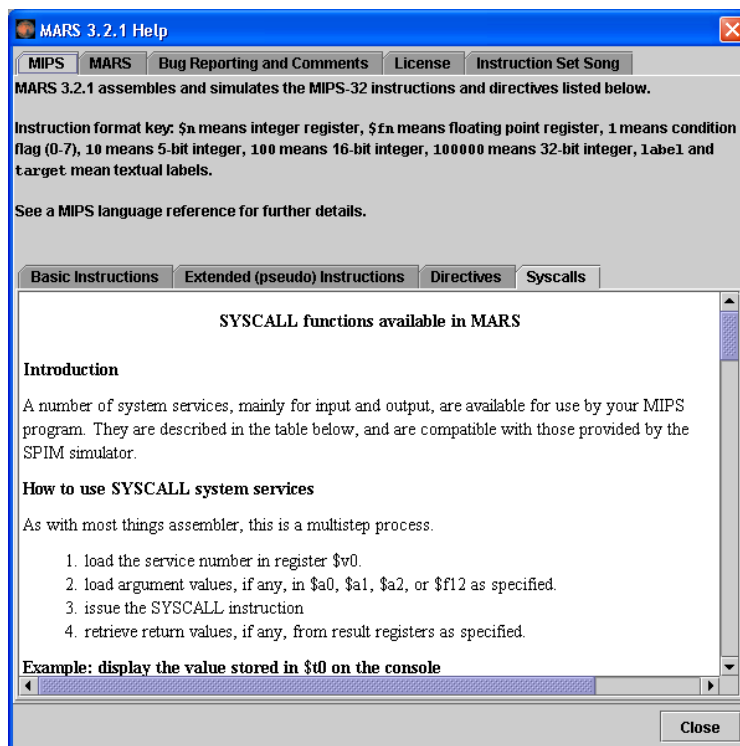 MARS 3.2.1 Help
MIPS MARS Bug Reporting and Comments License Instruction Set Song
MARS 3.2.1 assembles and simulates the MIPS-32 instructions and directives listed below.
Instruction format key: $n means integer register, $fn means floating point register, 1 means condition
flag (0-7), 10 means 5-bit integer, 100 means 16-bit integer, 100000 means 32-bit integer, label and
target mean textual labels.
See a MIPS language reference for further details.
Basic Instructions Extended (pseudo) Instructions Directives Syscalls
SYSCALL functions available in MARS
Introduction
A number of system services, mainly for input and output, are available for use by your MIPS
program. They are described in the table below, and are compatible with those provided by the
SPIM simulator.
How to use SYSCALL system services
As with most things assembler, this is a multistep process.
1. load the service number in register $v0.
2. load argument values, if any, in $a0, $a1, $a2, or $f12 as specified.
3. issue the SYSCALL instruction
4. retrieve return values, if any, from result registers as specified.
Example: display the value stored in $t0 on the console
Close